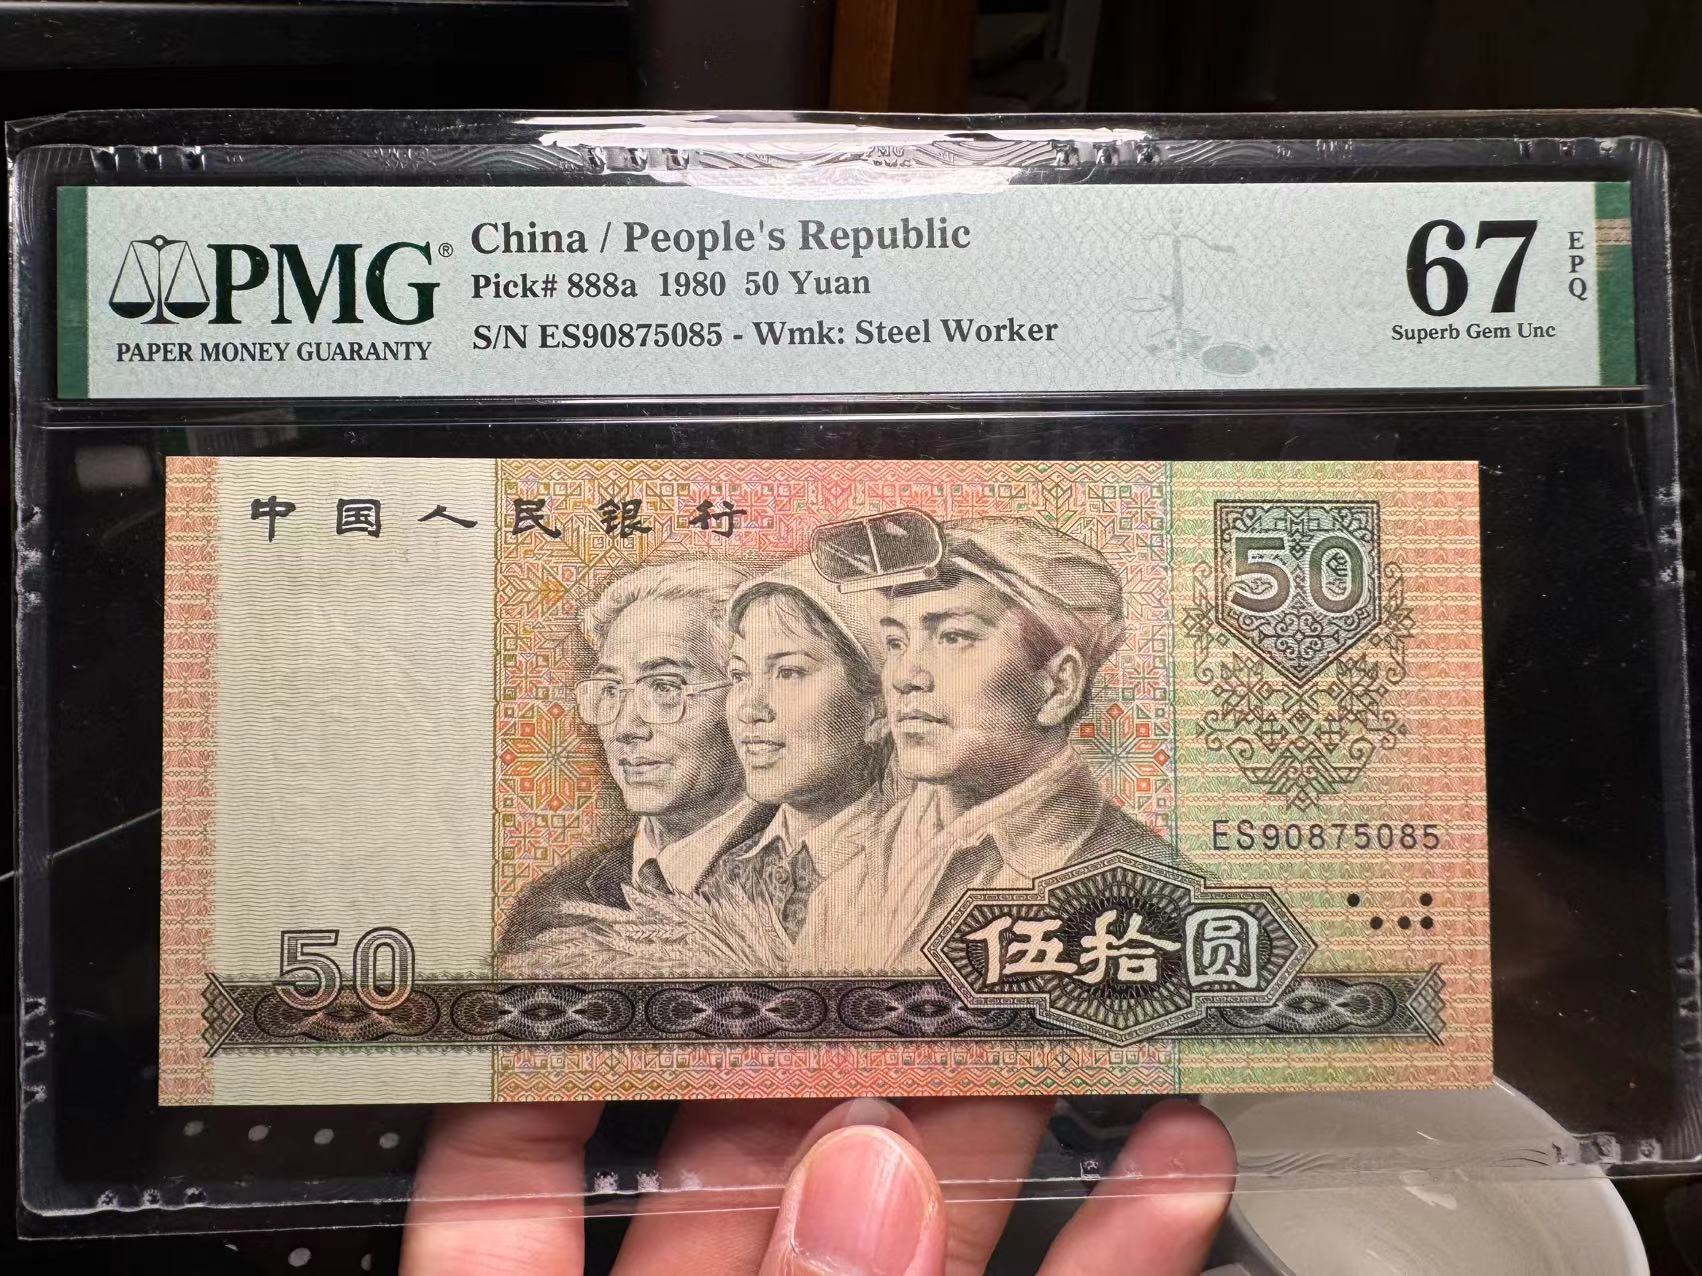 PMG®
PAPER MONEY GUARANTY
China / People's Republic
Pick# 888a 1980 50 Yuan
S/N ES90875085 - Wmk: Steel Worker
67
EPQ
Superb Gem Unc
中国人民银行
50
ES90875085
50
伍拾圆